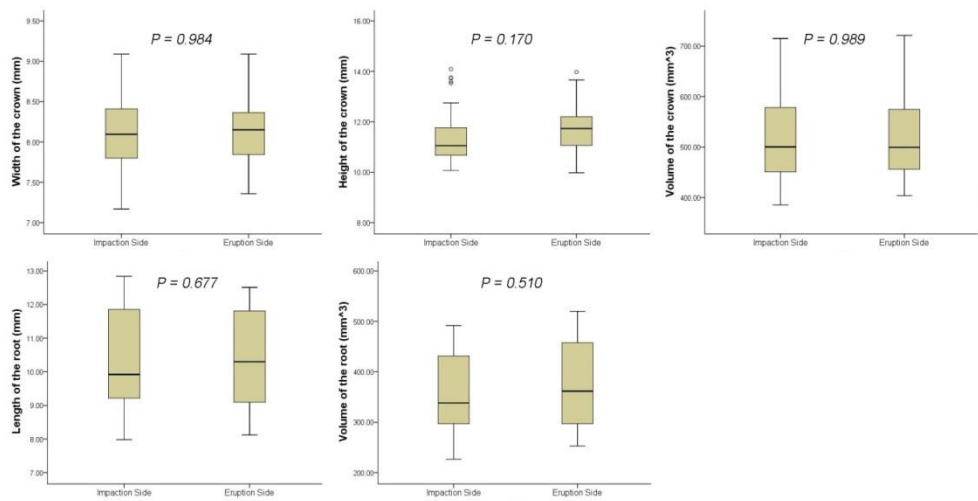 P = 0.984
Width of the crown (mm)
9.50
9.00
8.50
8.00
7.50
7.00
Impaction Side
Eruption Side
P = 0.170
Height of the crown (mm)
16.00
14.00
12.00
10.00
8.00
Impaction Side
Eruption Side
P = 0.989
Volume of the crown (mm^3)
700.00
600.00
500.00
400.00
Impaction Side
Eruption Side
P = 0.677
Length of the root (mm)
13.00
12.00
11.00
10.00
9.00
8.00
7.00
Impaction Side
Eruption Side
P = 0.510
Volume of the root (mm^3)
600.00
500.00
400.00
300.00
200.00
Impaction Side
Eruption Side